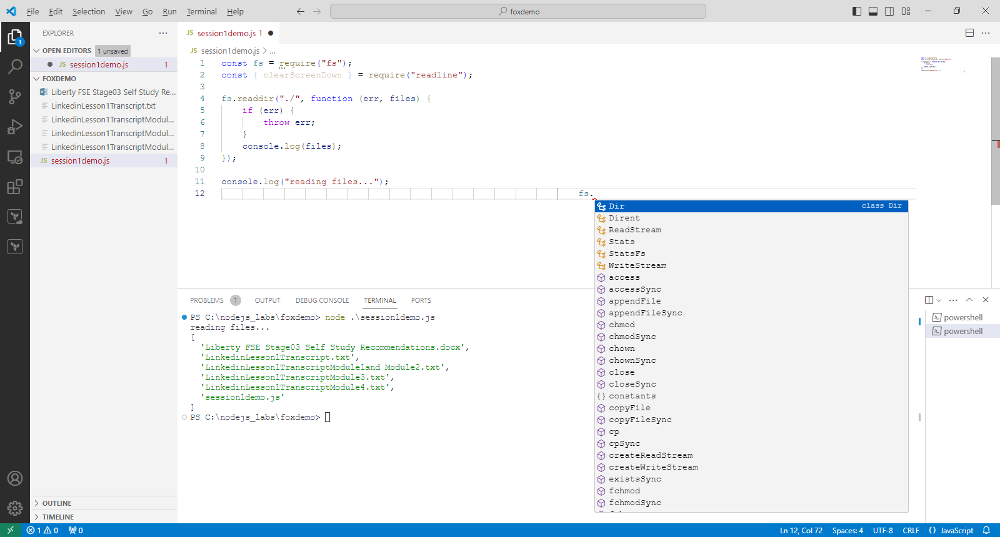 File Edit Selection View Go Run Terminal Help
foxdemo
EXPLORER
OPEN EDITORS 1 unsaved
JS session1demo.js 1
FOXDEMO
Liberty FSE Stage03 Self Study Re...
LinkedinLesson1Transcript.txt
LinkedinLesson1TranscriptModul...
LinkedinLesson1TranscriptModul...
LinkedinLesson1TranscriptModul...
JS session1demo.js 1
OUTLINE
TIMELINE
JS session1demo.js 1
JS session1demo.js > ...
1 const fs = require("fs");
2 const { clearScreenDown } = require("readline");
3
4 fs.readdir("./", function (err, files) {
5 if (err) {
6 throw err;
7 }
8 console.log(files);
9 });
10
11 console.log("reading files...");
12 fs.
Dir class Dir
Dirent
ReadStream
Stats
StatsFs
WriteStream
access
accessSync
appendFile
appendFileSync
chmod
chmodSync
chown
chownSync
close
closeSync
{} constants
copyFile
copyFileSync
cp
cpSync
createReadStream
createWriteStream
existsSync
fchmod
fchmodSync
PROBLEMS 1 OUTPUT DEBUG CONSOLE TERMINAL PORTS
PS C:\nodejs_labs\foxdemo> node .\session1demo.js
reading files...
[
'Liberty FSE Stage03 Self Study Recommendations.docx',
'LinkedinLesson1Transcript.txt',
'LinkedinLesson1TranscriptModule1and Module2.txt',
'LinkedinLesson1TranscriptModule3.txt',
'LinkedinLesson1TranscriptModule4.txt',
'session1demo.js'
]
PS C:\nodejs_labs\foxdemo>
powershell
powershell
1 0 0
Ln 12, Col 72 Spaces: 4 UTF-8 CRLF {} JavaScript